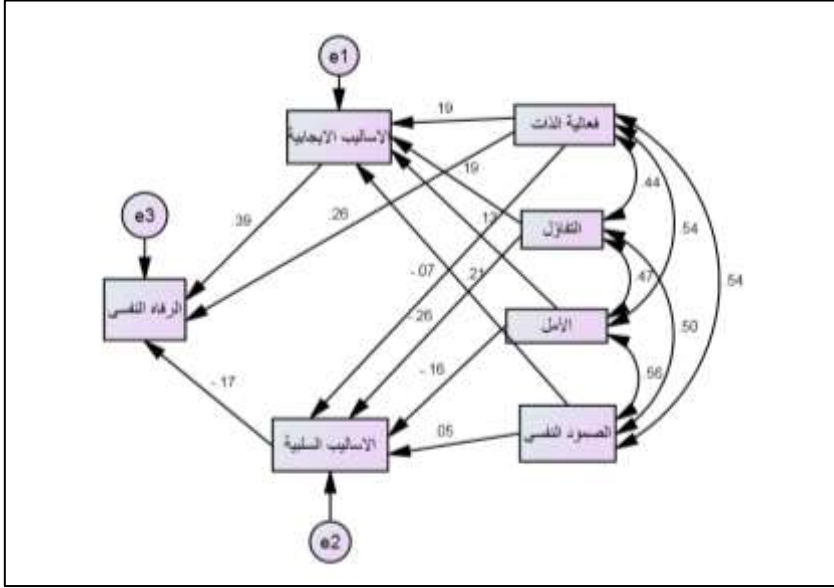 e1
فعالية الذات
الاساليب الايجابية
.19
.19
.44
e3
.39
.26
.13
التفاؤل
.54
-.07
.21
.47
.54
الرفاه النفسي
-.26
الأمل
.50
-.17
-.16
.56
الصمود النفسي
.05
الاساليب السلبية
e2